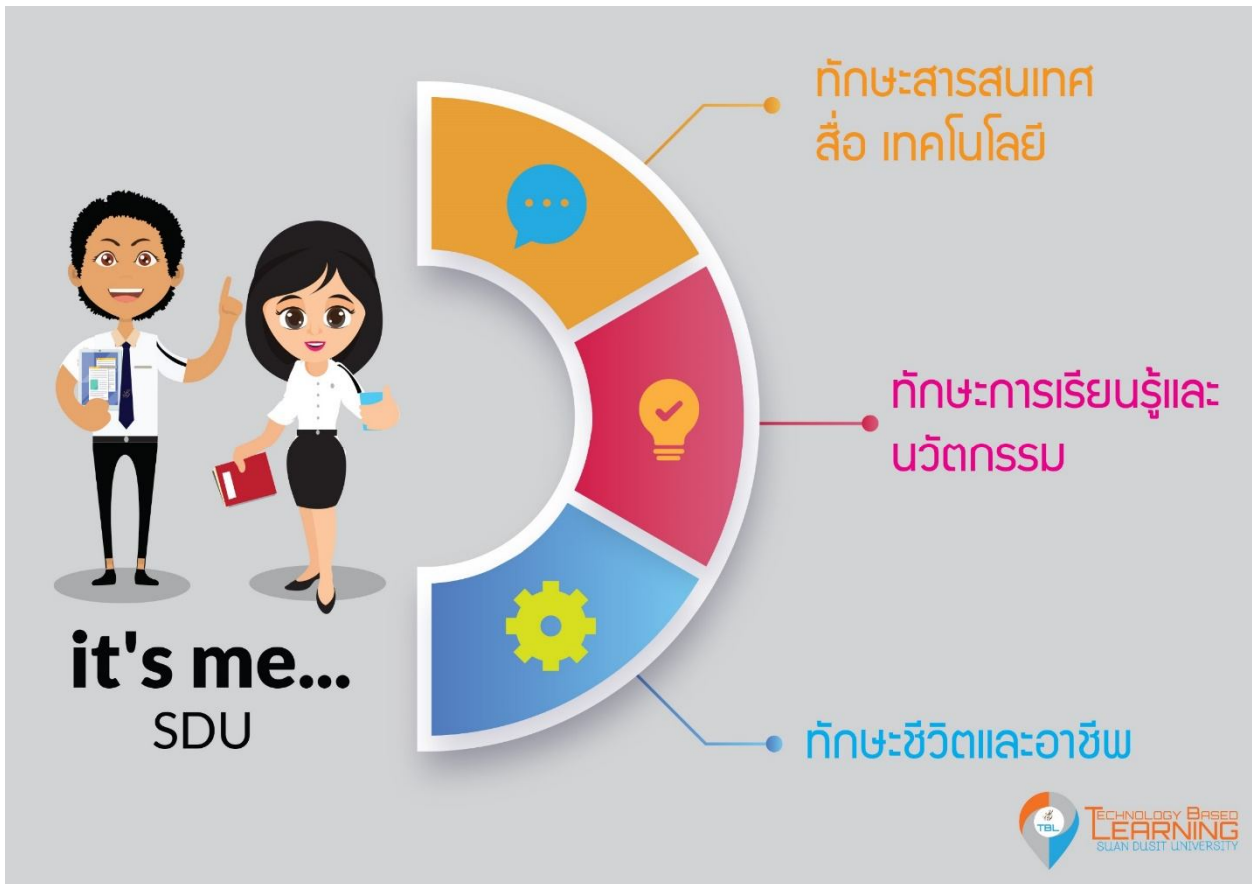 ทักษะสารสนเทศ
สื่อ เทคโนโลยี
ทักษะการเรียนรู้และ
นวัตกรรม
ทักษะชีวิตและอาชีพ
it's me...
SDU
TBL
TECHNOLOGY BASED
LEARNING
SUAN DUSIT UNIVERSITY